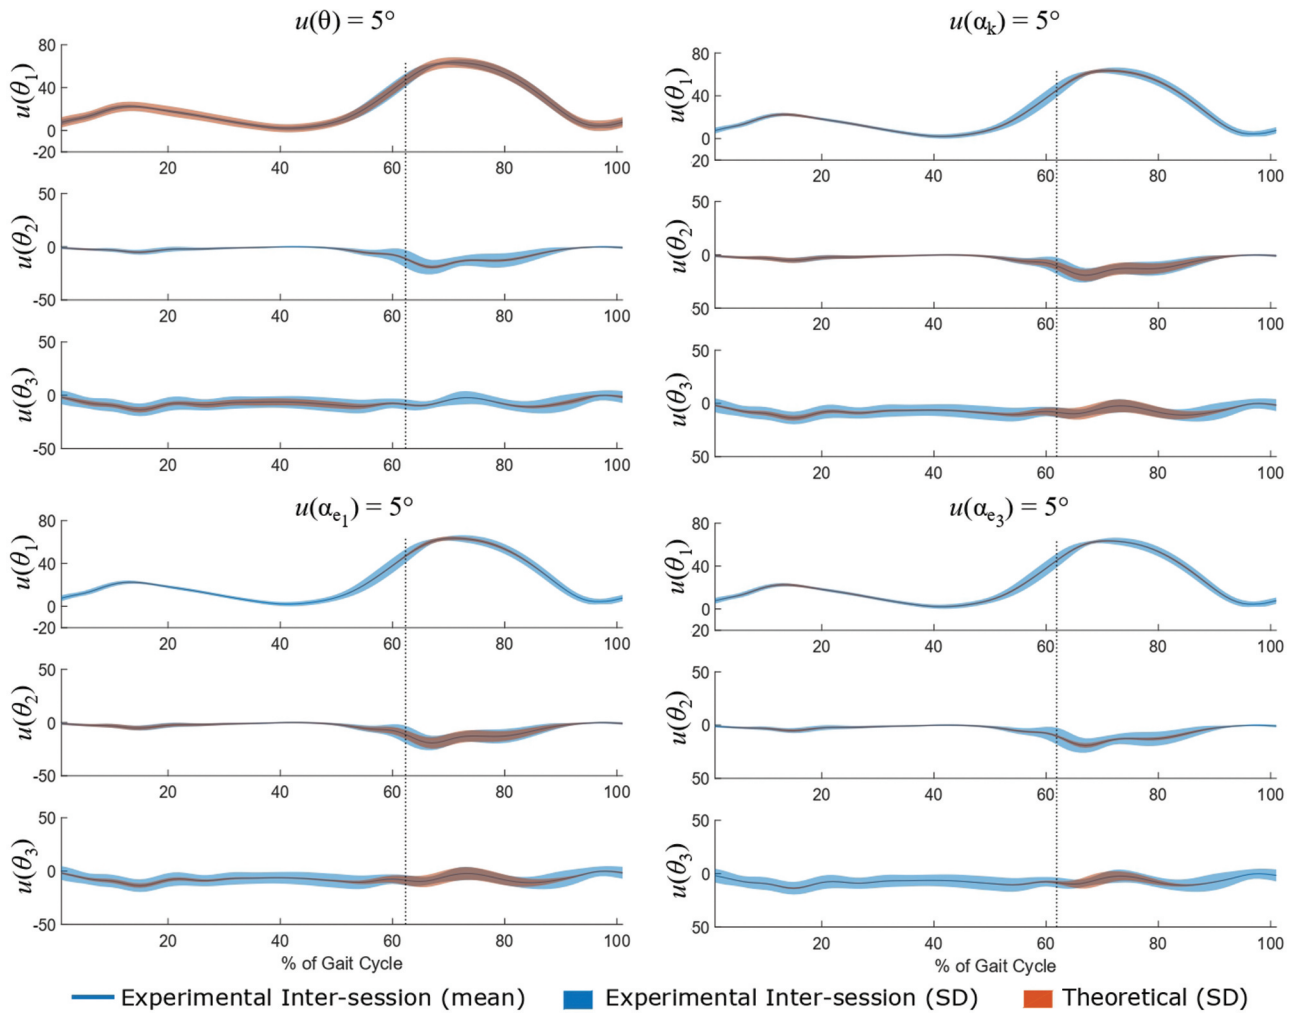 u(θ) = 5°
u(θ1)
80
40
0
-20
20 40 60 80 100
u(θ2)
50
0
-50
20 40 60 80 100
u(θ3)
50
0
-50
20 40 60 80 100
u(αk) = 5°
u(θ1)
80
40
0
20
20 40 60 80 100
u(θ2)
50
0
50
20 40 60 80 100
u(θ3)
50
0
50
20 40 60 80 100
u(αe1) = 5°
u(θ1)
80
40
0
-20
20 40 60 80 100
u(θ2)
50
0
-50
20 40 60 80 100
u(θ3)
50
0
-50
20 40 60 80 100
% of Gait Cycle
u(αe3) = 5°
u(θ1)
80
40
0
20
20 40 60 80 100
u(θ2)
50
0
50
20 40 60 80 100
u(θ3)
50
0
50
20 40 60 80 100
% of Gait Cycle
Experimental Inter-session (mean) Experimental Inter-session (SD) Theoretical (SD)